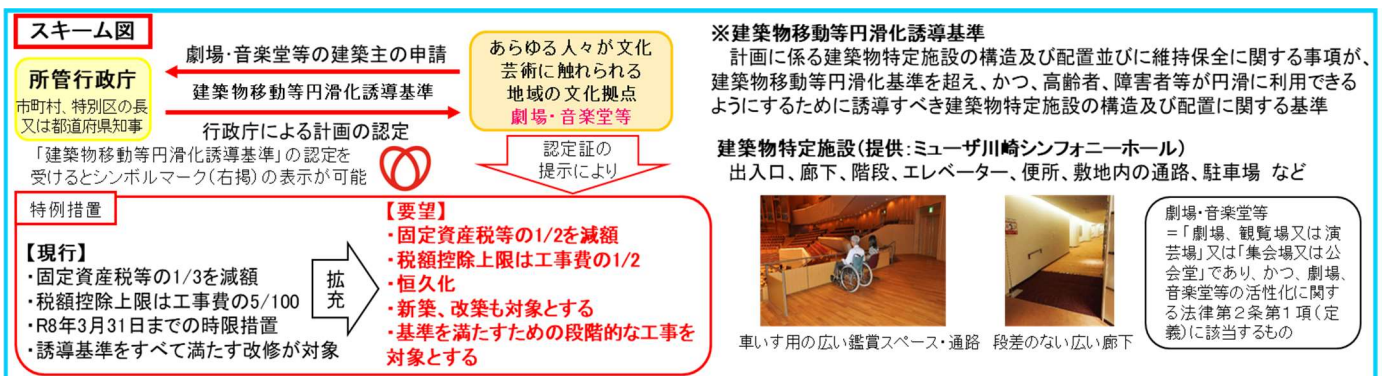 スキーム図
所管行政庁
市町村、特別区の長
又は都道府県知事
劇場・音楽堂等の建築主の申請
建築物移動等円滑化誘導基準
行政庁による計画の認定
「建築物移動等円滑化誘導基準」の認定を
受けるとシンボルマーク(右掲)の表示が可能
あらゆる人々が文化
芸術に触れられる
地域の文化拠点
劇場・音楽堂等
認定証の
提示により
特例措置
【現行】
・固定資産税等の1/3を減額
・税額控除上限は工事費の5/100
・R8年3月31日までの時限措置
・誘導基準をすべて満たす改修が対象
拡
充
【要望】
・固定資産税等の1/2を減額
・税額控除上限は工事費の1/2
・恒久化
・新築、改築も対象とする
・基準を満たすための段階的な工事を
対象とする
※建築物移動等円滑化誘導基準
計画に係る建築物特定施設の構造及び配置並びに維持保全に関する事項が、
建築物移動等円滑化基準を超え、かつ、高齢者、障害者等が円滑に利用できる
ようにするために誘導すべき建築物特定施設の構造及び配置に関する基準
建築物特定施設(提供:ミューザ川崎シンフォニーホール)
出入口、廊下、階段、エレベーター、便所、敷地内の通路、駐車場 など
車いす用の広い鑑賞スペース・通路
段差のない広い廊下
劇場・音楽堂等
=「劇場、観覧場又は演
芸場」又は「集会場又は公
会堂」であり、かつ、劇場、
音楽堂等の活性化に関す
る法律第2条第1項(定
義)に該当するもの